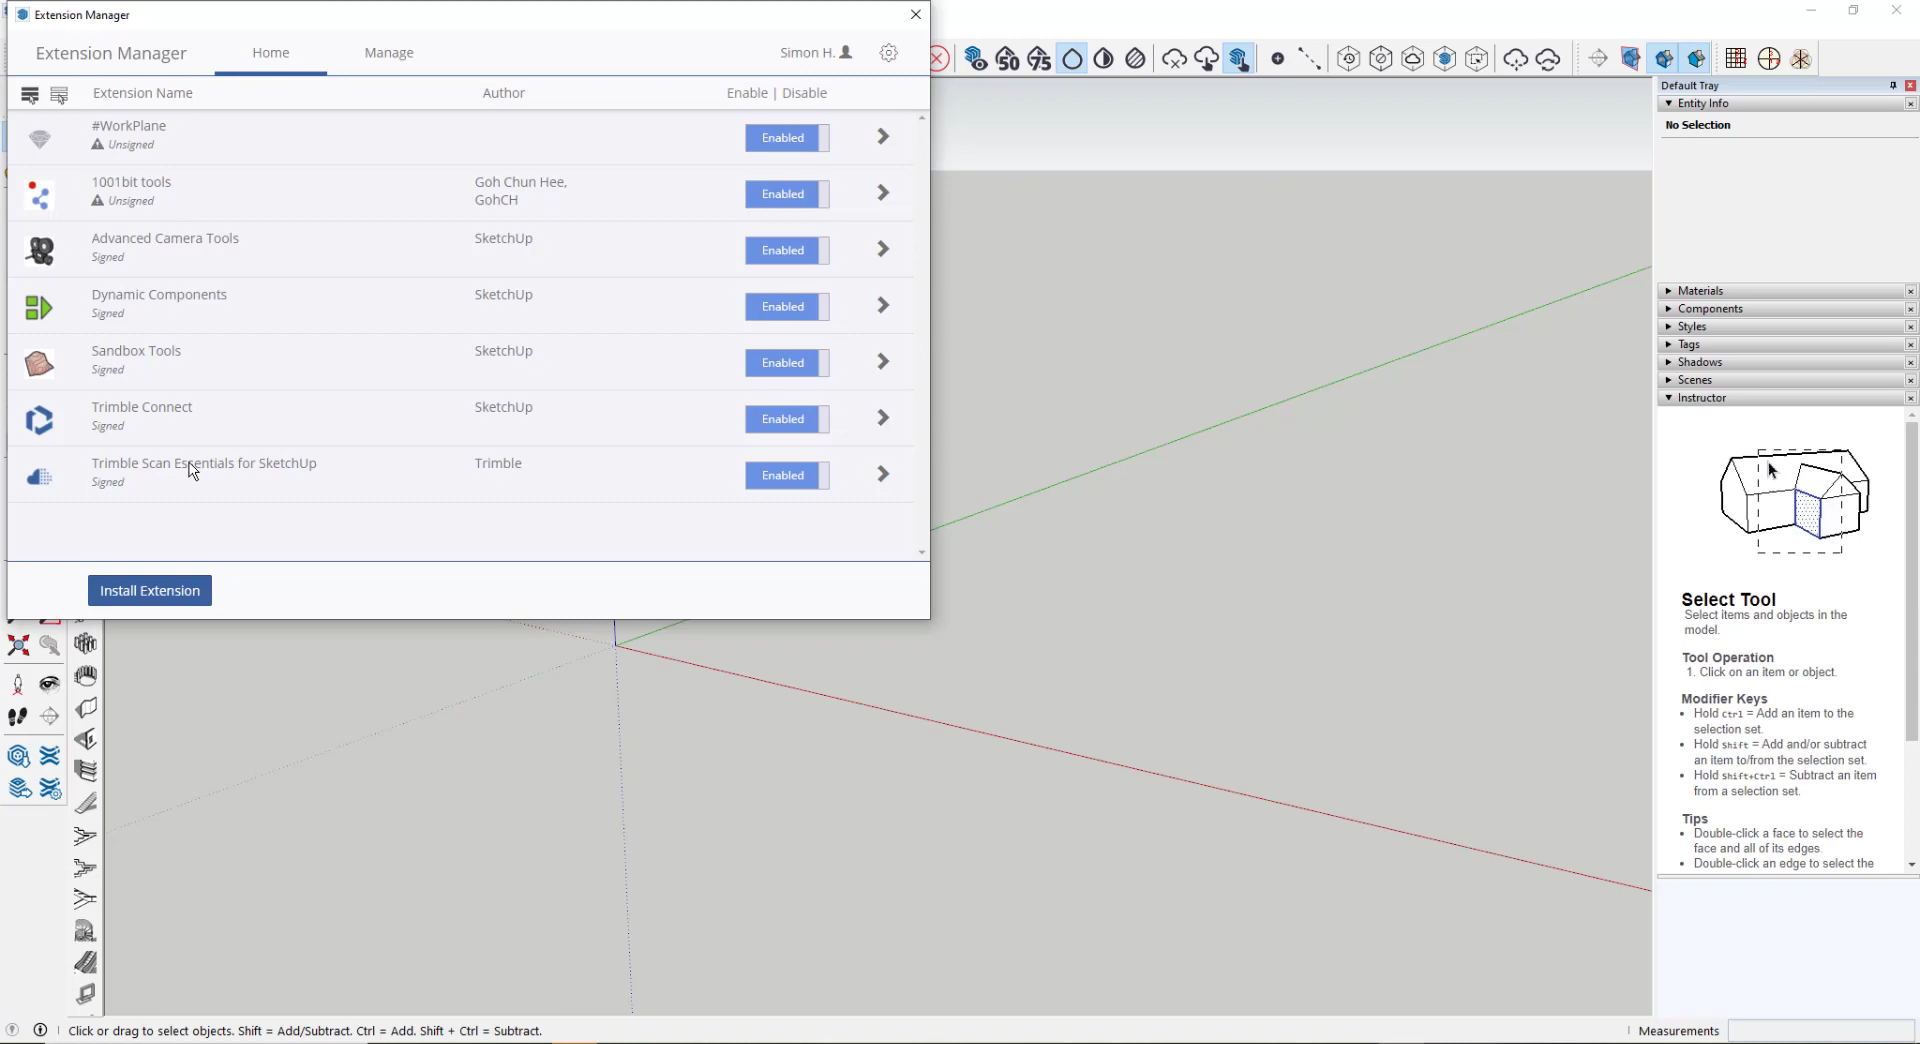 Extension Manager
Extension Manager
Home
Manage
Simon H.
Extension Name
Author
Enable | Disable
#WorkPlane
Unsigned
Enabled
1001bit tools
Unsigned
Goh Chun Hee,
GohCH
Enabled
Advanced Camera Tools
Signed
SketchUp
Enabled
Dynamic Components
Signed
SketchUp
Enabled
Sandbox Tools
Signed
SketchUp
Enabled
Trimble Connect
Signed
SketchUp
Enabled
Trimble Scan Essentials for SketchUp
Signed
Trimble
Enabled
Install Extension
50
75
Default Tray
Entity Info
No Selection
Materials
Components
Styles
Tags
Shadows
Scenes
Instructor
Select Tool
Select items and objects in the
model.
Tool Operation
1. Click on an item or object.
Modifier Keys
• Hold Ctrl = Add an item to the
selection set.
• Hold Shift = Add and/or subtract
an item to/from the selection set.
• Hold Shift+Ctrl = Subtract an item
from a selection set.
Tips
• Double-click a face to select the
face and all of its edges.
• Double-click an edge to select the
Click or drag to select objects. Shift = Add/Subtract. Ctrl = Add. Shift + Ctrl = Subtract.
Measurements